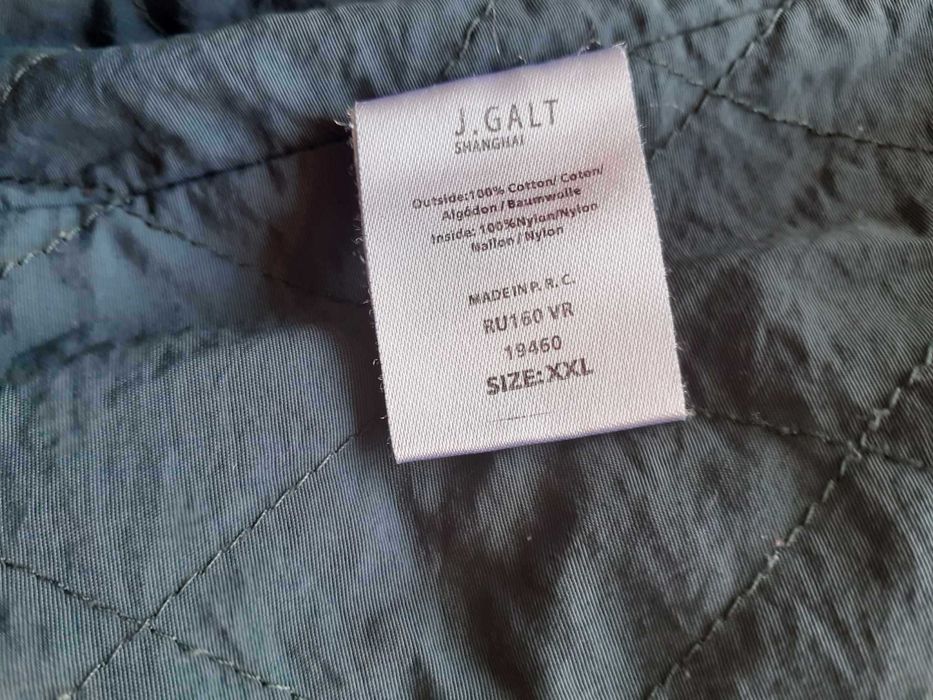 J.GALT
SHANGHAI
Outside:100% Cotton/ Coton/
Algódon / Baumwolle
Inside: 100%Nylon/Nylon
Nailon / Nylon
MADE IN P. R. C.
RU160 VR
19460
SIZE:XXL